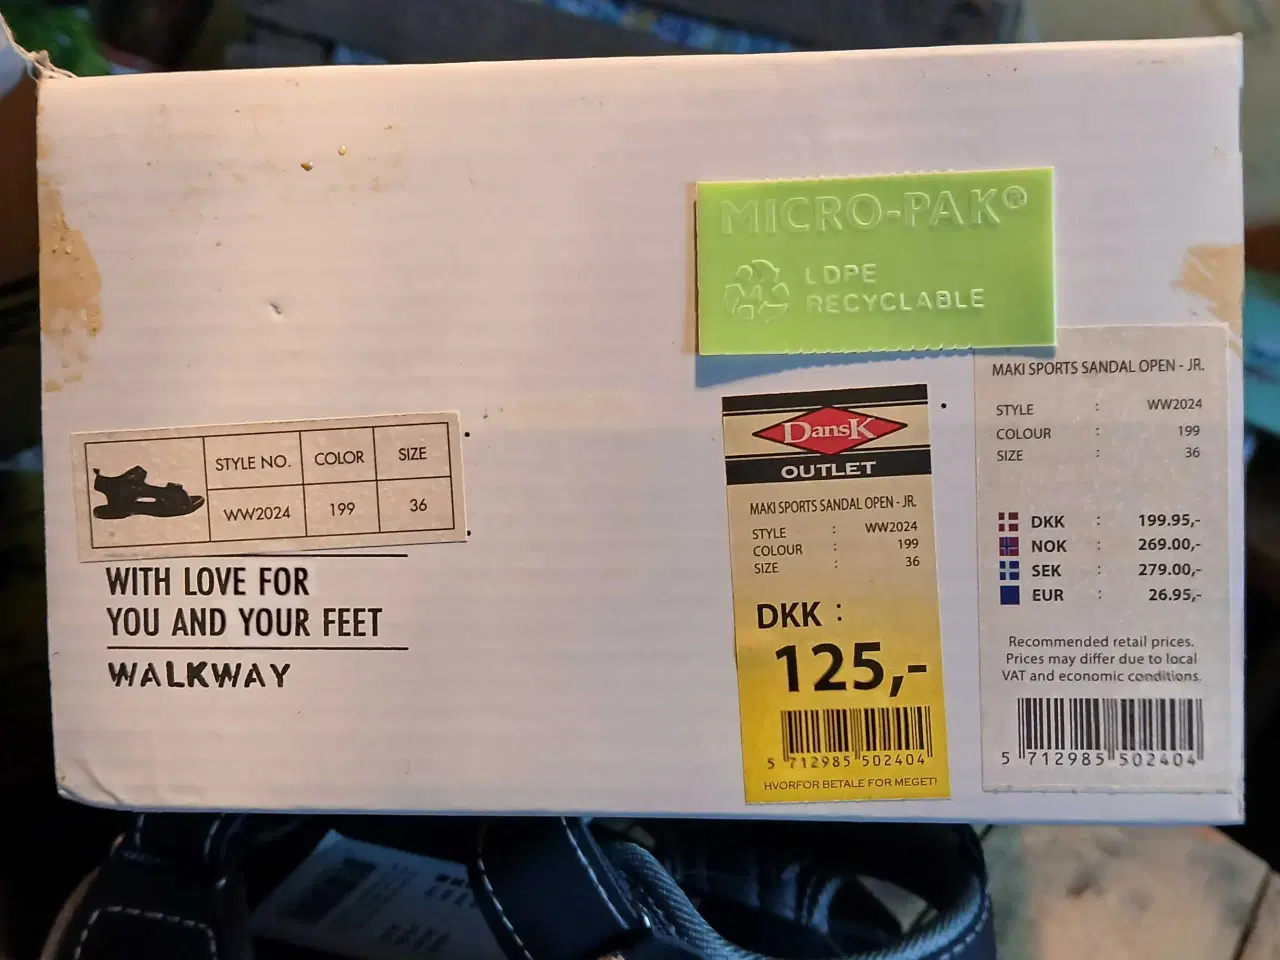 MICRO-PAK®
LDPE
RECYCLABLE
STYLE NO. COLOR SIZE
WW2024 199 36
WITH LOVE FOR
YOU AND YOUR FEET
WALKWAY
DANSK
OUTLET
MAKI SPORTS SANDAL OPEN - JR.
STYLE : WW2024
COLOUR : 199
SIZE : 36
DKK :
125,-
5 712985 502404
HVORFOR BETALE FOR MEGET!
MAKI SPORTS SANDAL OPEN - JR.
STYLE : WW2024
COLOUR : 199
SIZE : 36
DKK : 199.95,-
NOK : 269.00,-
SEK : 279.00,-
EUR : 26.95,-
Recommended retail prices.
Prices may differ due to local
VAT and economic conditions.
5 712985 502404